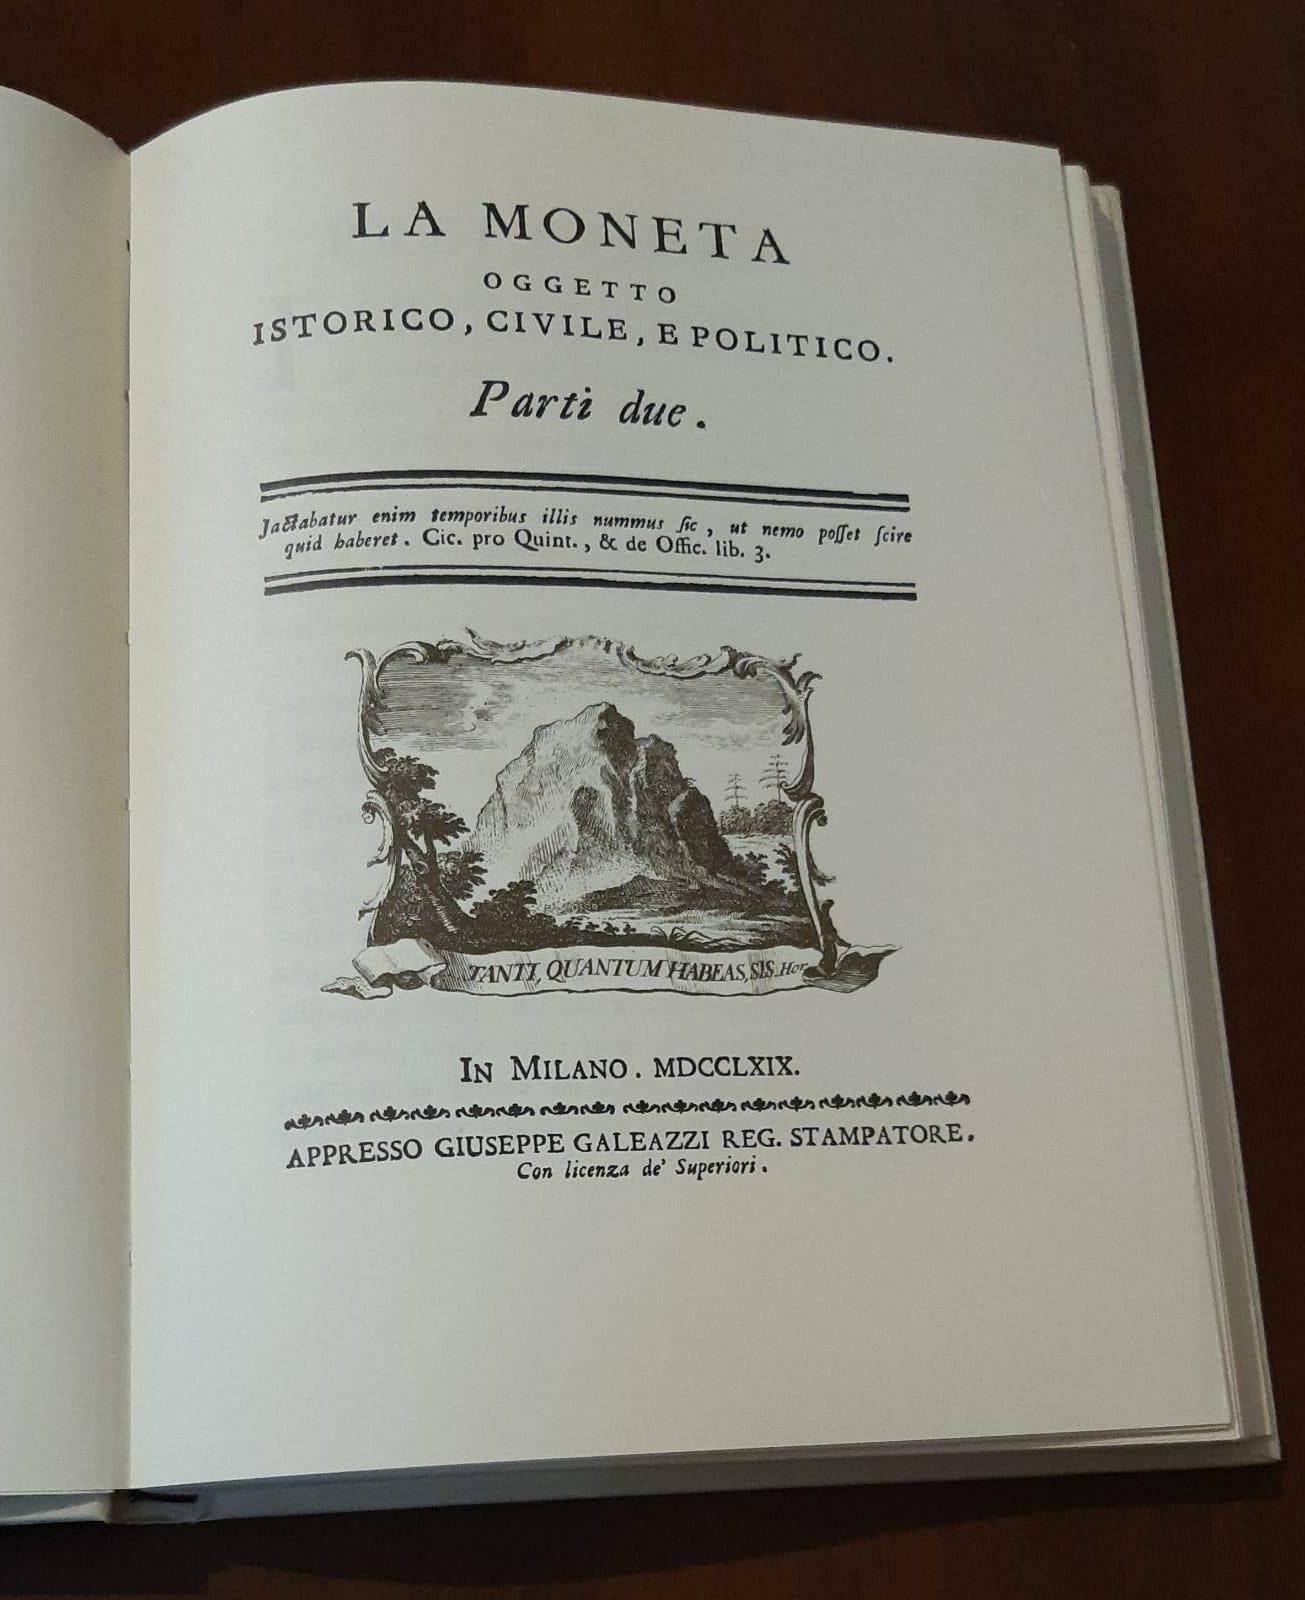 LA MONETA
OGGETTO
ISTORICO, CIVILE, E POLITICO.
Parti due.
Jactabatur enim temporibus illis nummus ſic, ut nemo poſſet ſcire
quid haberet. Cic. pro Quint., & de Offic. lib. 3.
TANTI, QUANTUM HABEAS, SIS. Hor.
IN MILANO. MDCCLXIX.
APPRESSO GIUSEPPE GALEAZZI REG. STAMPATORE.
Con licenza de' Superiori.